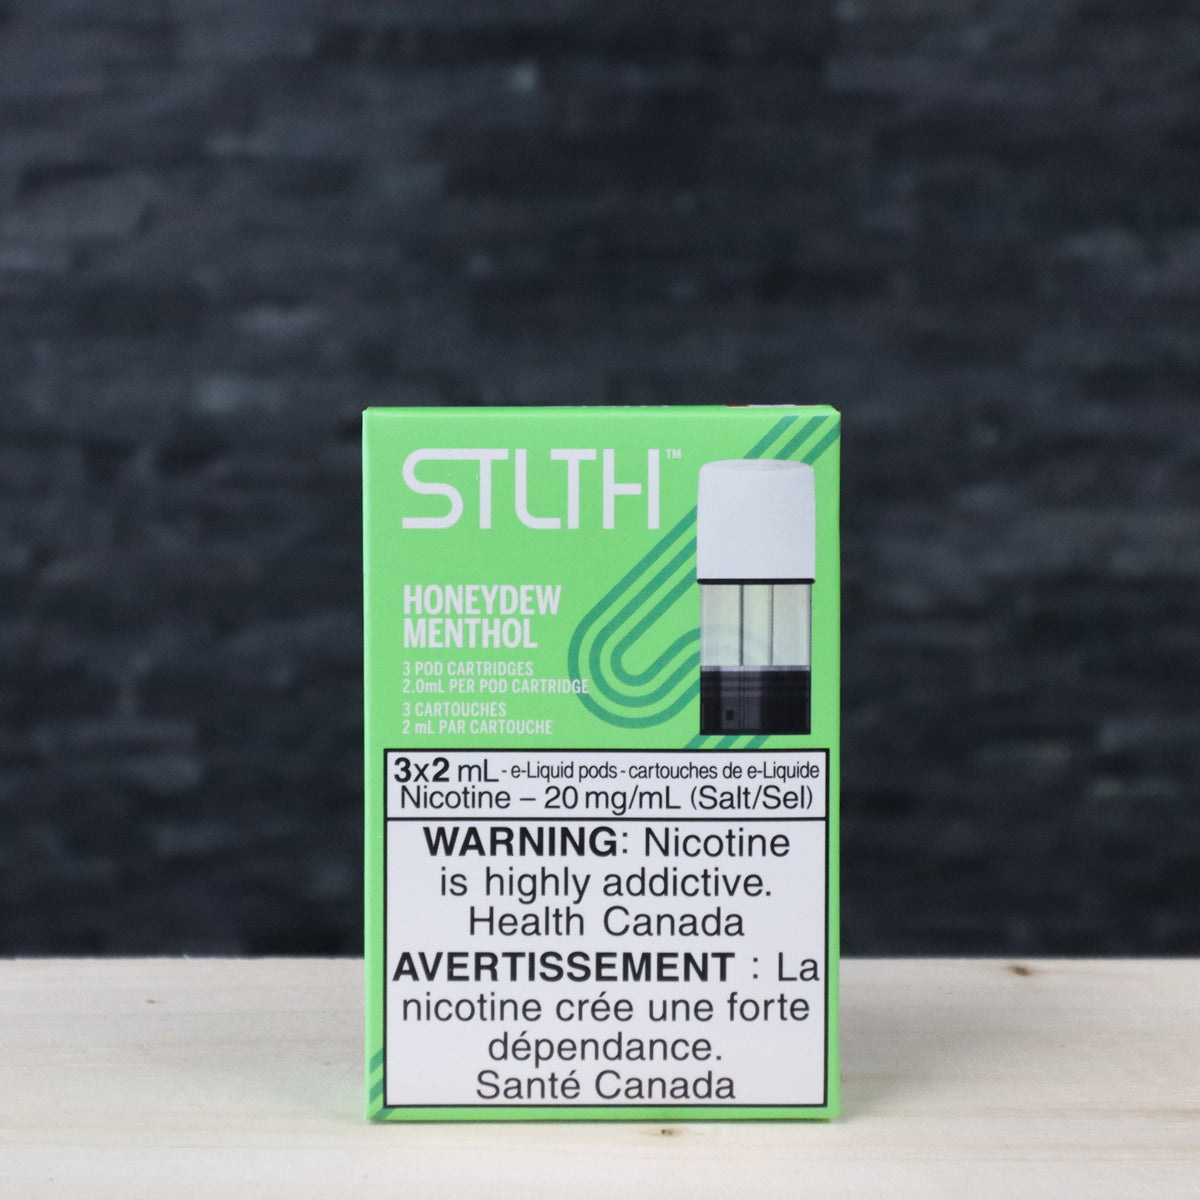 STLTH™
HONEYDEW
MENTHOL
3 POD CARTRIDGES
2.0mL PER POD CARTRIDGE
3 CARTOUCHES
2 mL PAR CARTOUCHE
3x2 mL - e-Liquid pods - cartouches de e-Liquide
Nicotine – 20 mg/mL (Salt/Sel)
WARNING: Nicotine
is highly addictive.
Health Canada
AVERTISSEMENT : La
nicotine crée une forte
dépendance.
Santé Canada